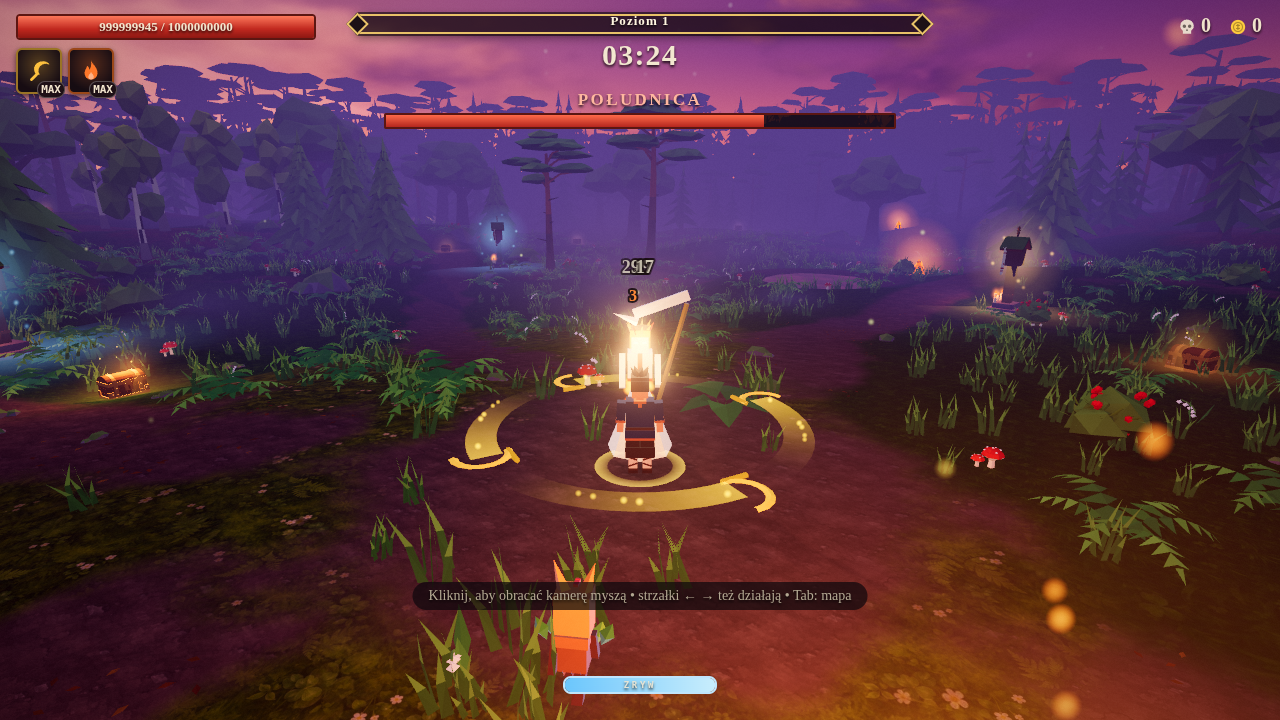 999999945 / 1000000000
Poziom 1
0
0
03:24
MAX
MAX
POŁUDNICA
17
3
Kliknij, aby obracać kamerę myszą • strzałki ← → też działają • Tab: mapa
ZRYW